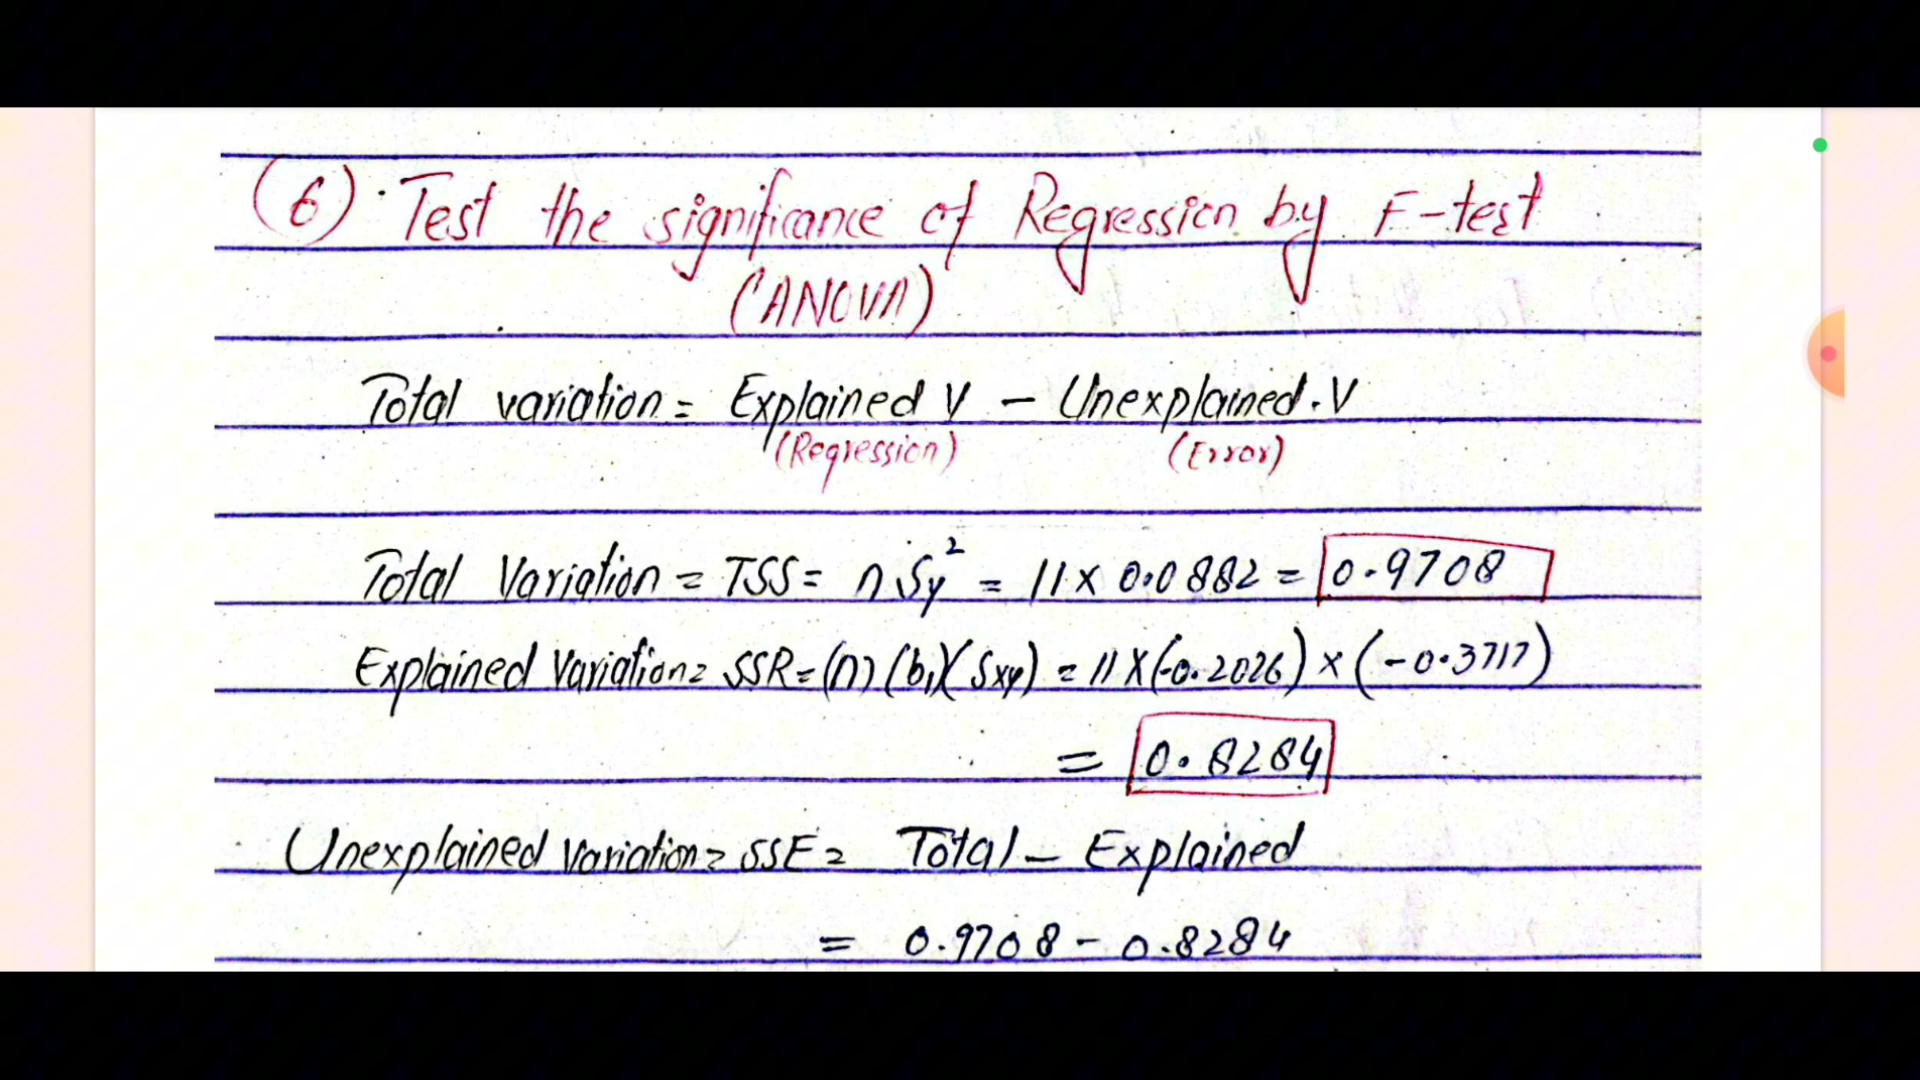 (6). Test the significance of Regression by F-test
(ANOVA)
Total variation = Explained V - Unexplained.V
(Regression) (Error)
Total Variation = TSS = n Sy² = 11 x 0.0882 = 0.9708
Explained Variation = SSR = (n) (b₁)(Sxy) = 11 x (-0.2026) x (-0.3717)
= 0.8284
Unexplained Variation = SSE = Total - Explained
= 0.9708 - 0.8284